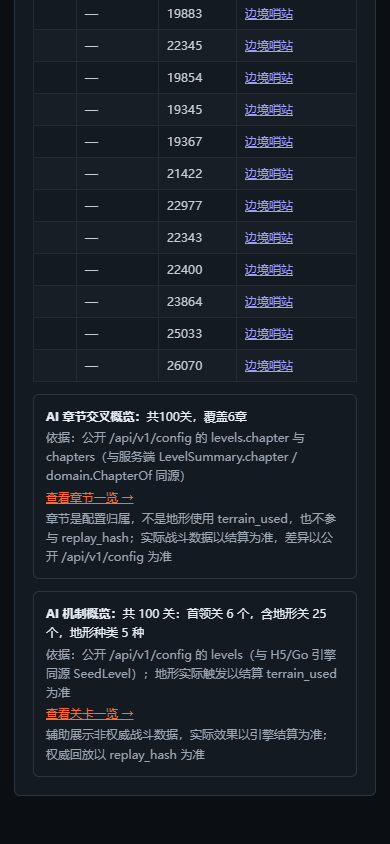 — 19883 边境哨站
— 22345 边境哨站
— 19854 边境哨站
— 19345 边境哨站
— 19367 边境哨站
— 21422 边境哨站
— 22977 边境哨站
— 22343 边境哨站
— 22400 边境哨站
— 23864 边境哨站
— 25033 边境哨站
— 26070 边境哨站
AI 章节交叉概览：共100关，覆盖6章
依据：公开 /api/v1/config 的 levels.chapter 与
chapters（与服务端 LevelSummary.chapter /
domain.ChapterOf 同源）
查看章节一览 →
章节是配置归属，不是地形使用 terrain_used，也不参
与 replay_hash；实际战斗数据以结算为准，差异以公
开 /api/v1/config 为准
AI 机制概览：共 100 关：首领关 6 个，含地形关 25
个，地形种类 5 种
依据：公开 /api/v1/config 的 levels（与 H5/Go 引擎
同源 SeedLevel）；地形实际触发以结算 terrain_used
为准
查看关卡一览 →
辅助展示非权威战斗数据，实际效果以引擎结算为准；
权威回放以 replay_hash 为准